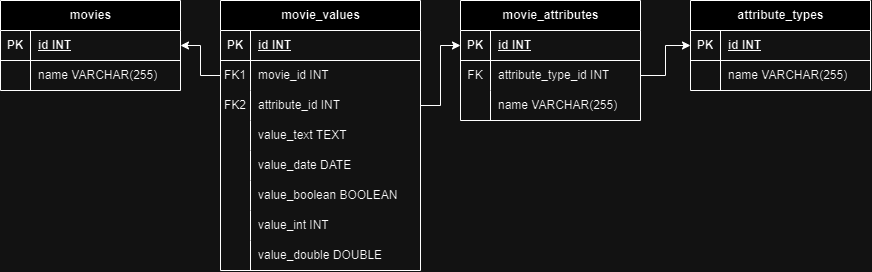 movies
PK id INT
name VARCHAR(255)
movie_values
PK id INT
FK1 movie_id INT
FK2 attribute_id INT
value_text TEXT
value_date DATE
value_boolean BOOLEAN
value_int INT
value_double DOUBLE
movie_attributes
PK id INT
FK attribute_type_id INT
name VARCHAR(255)
attribute_types
PK id INT
name VARCHAR(255)